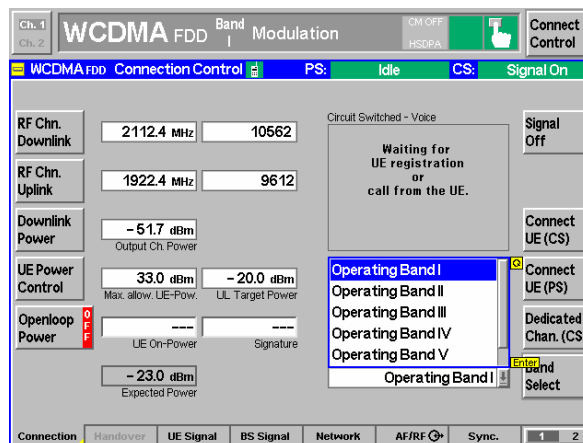 Ch. 1
Ch. 2
WCDMA FDD Band I Modulation
CM OFF
HSDPA
Connect Control
WCDMA FDD Connection Control PS: Idle CS: Signal On
RF Chn. Downlink
2112.4 MHz 10562
Circuit Switched - Voice
Waiting for
UE registration
or
call from the UE.
Signal Off
RF Chn. Uplink
1922.4 MHz 9612
Downlink Power
-51.7 dBm
Output Ch. Power
Connect UE (CS)
UE Power Control
33.0 dBm -20.0 dBm
Max. allow. UE-Pow. UL Target Power
Operating Band I
Operating Band II
Operating Band III
Operating Band IV
Operating Band V
Connect UE (PS)
Openloop Power OFF
--- ---
UE On-Power Signature
Dedicated Chan. (CS)
Enter
-23.0 dBm
Expected Power
Operating Band I
Band Select
Connection Handover UE Signal BS Signal Network AF/RF Sync. 1 2